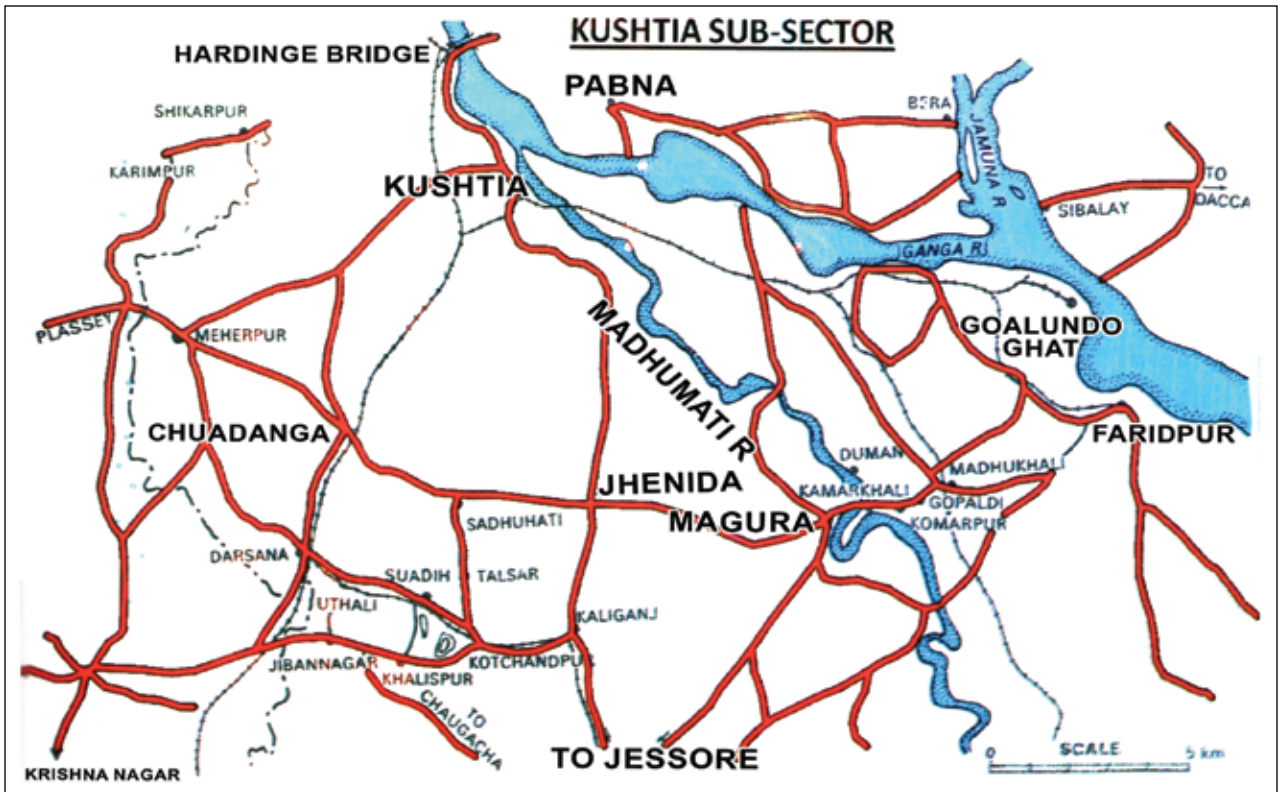 KUSHTIA SUB-SECTOR
HARDINGE BRIDGE
PABNA
SHIKARPUR
BERA
JAMUNA R
KARIMPUR
KUSHTIA
TO
DACCA
SIBALAY
GANGA R
PLASSEY
MEHERPUR
MADHUMATI R
GOALUNDO
GHAT
CHUADANGA
FARIDPUR
DUMAN
MADHUKHALI
JHENIDA
KAMARKHALI
GOPALDI
MAGURA
KOMARPUR
SADHUHATI
DARSANA
SUADIH
TALSAR
UTHALI
KALIGANJ
JIBANNAGAR
KOTCHANDPUR
KHALISPUR
TO
CHAUGACHA
KRISHNA NAGAR
TO JESSORE
0 SCALE 5 km